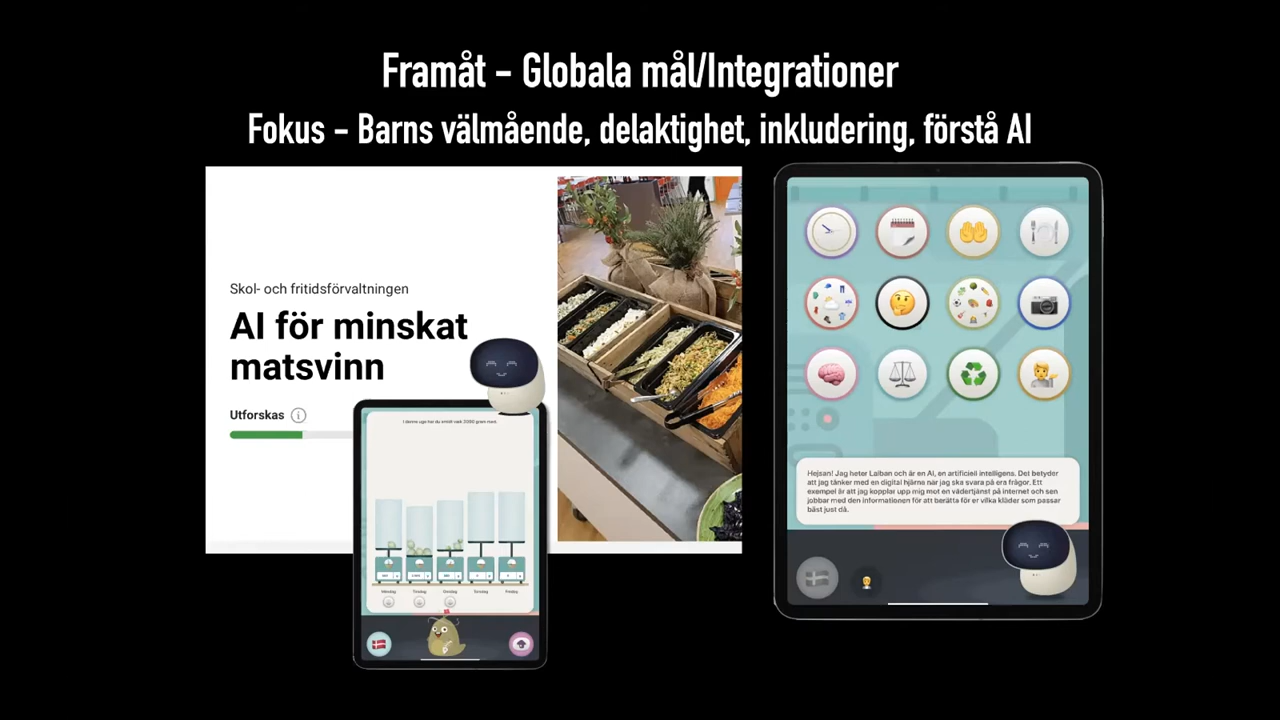 Framåt - Globala mål/Integrationer
Fokus - Barns välmående, delaktighet, inkludering, förstå AI
Skol- och fritidsförvaltningen
AI för minskat
matsvinn
Utforskas
Hejsan! Jag heter Laiban och är en AI, en artificiell intelligens. Det betyder
att jag tänker med en digital hjärna när jag ska svara på era frågor. Ett
exempel är att jag kopplar upp mig mot en vädertjänst på internet och sen
jobbar med den informationen för att berätta för er vilka kläder som passar
bäst just då.